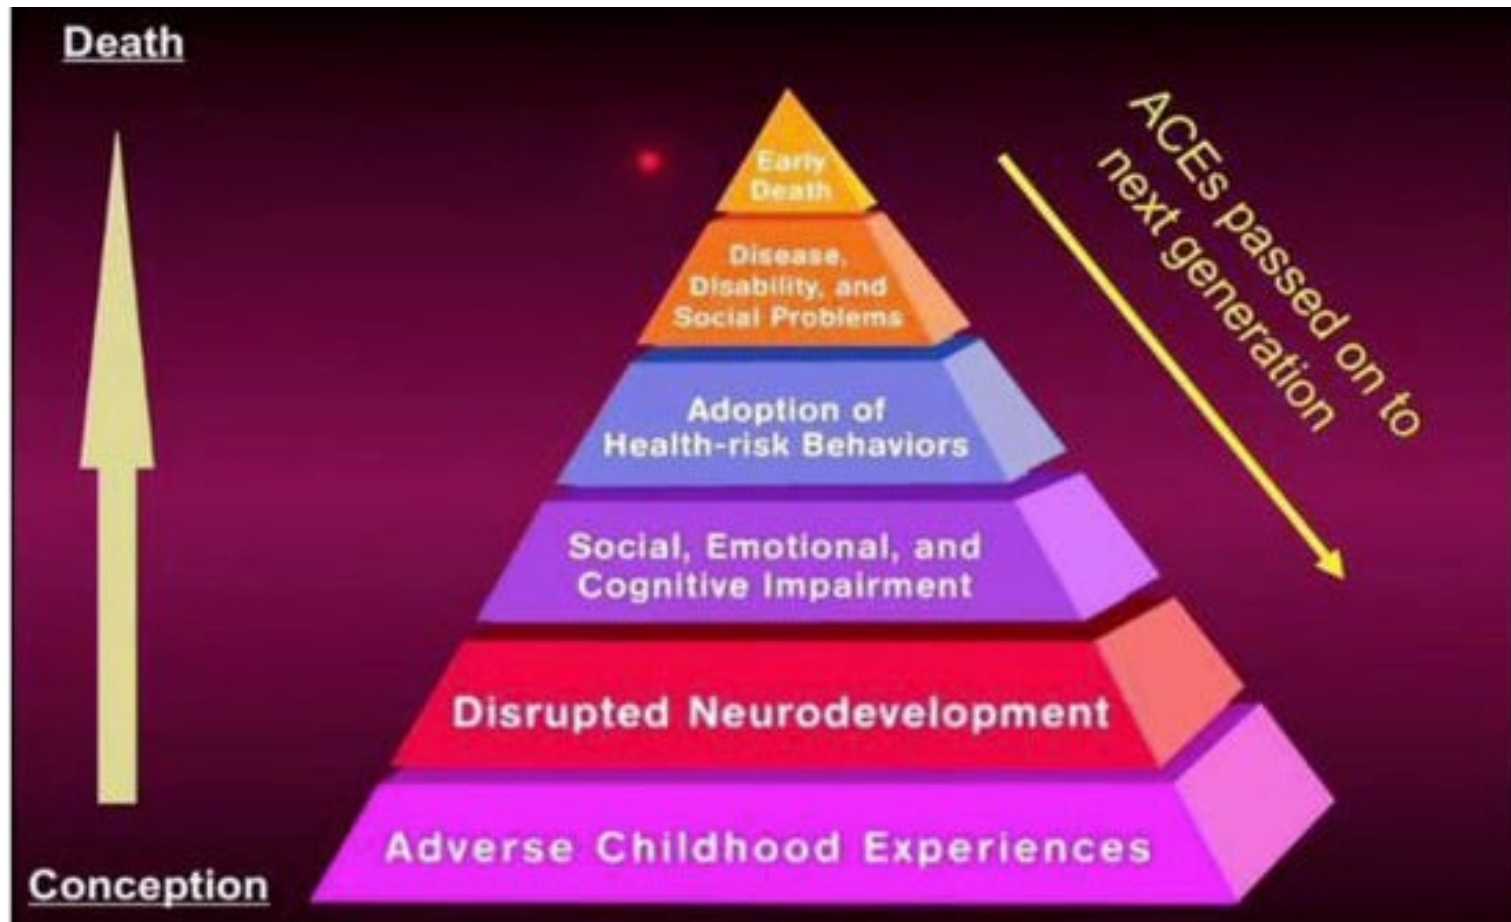 Death
Early
Death
Disease,
Disability, and
Social Problems
Adoption of
Health-risk Behaviors
Social, Emotional, and
Cognitive Impairment
Disrupted Neurodevelopment
Adverse Childhood Experiences
Conception
ACEs passed on to
next generation